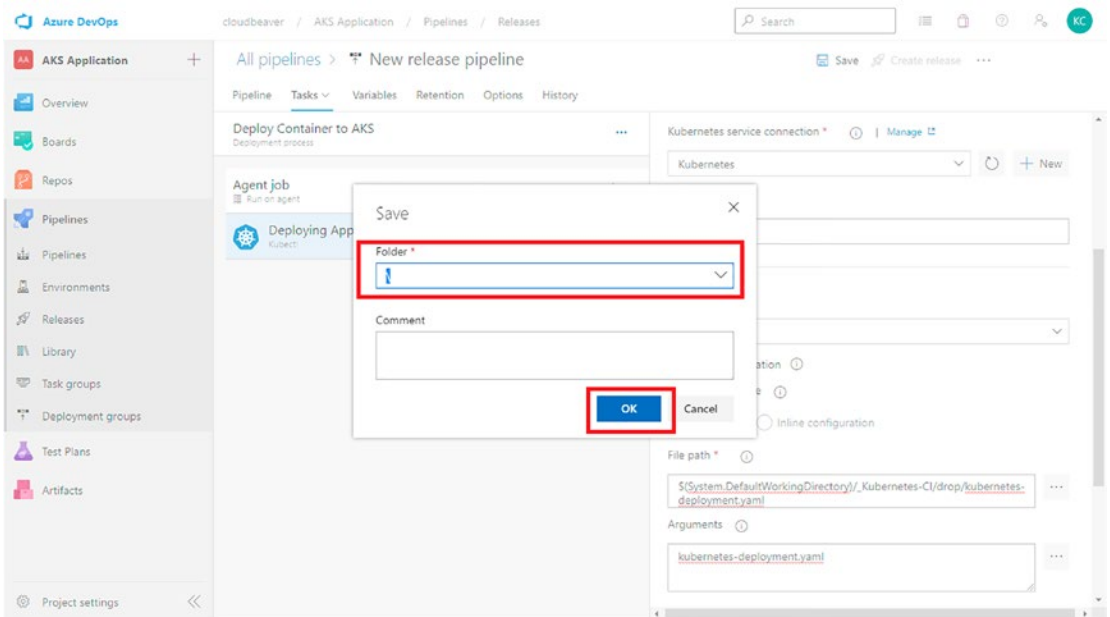 Azure DevOps
cloudbeaver / AKS Application / Pipelines / Releases
Search
KC
AA AKS Application
Overview
Boards
Repos
Pipelines
Pipelines
Environments
Releases
Library
Task groups
Deployment groups
Test Plans
Artifacts
Project settings
All pipelines > New release pipeline
Save
Create release
Pipeline Tasks Variables Retention Options History
Deploy Container to AKS
Deployment process
Agent job
Run on agent
Deploying App
Kubectl
Kubernetes service connection * | Manage
Kubernetes
New
Save
Folder *
\
Comment
OK
Cancel
ation
e
Inline configuration
File path *
$(System.DefaultWorkingDirectory)/_Kubernetes-CI/drop/kubernetes-
deployment.yaml
Arguments
kubernetes-deployment.yaml